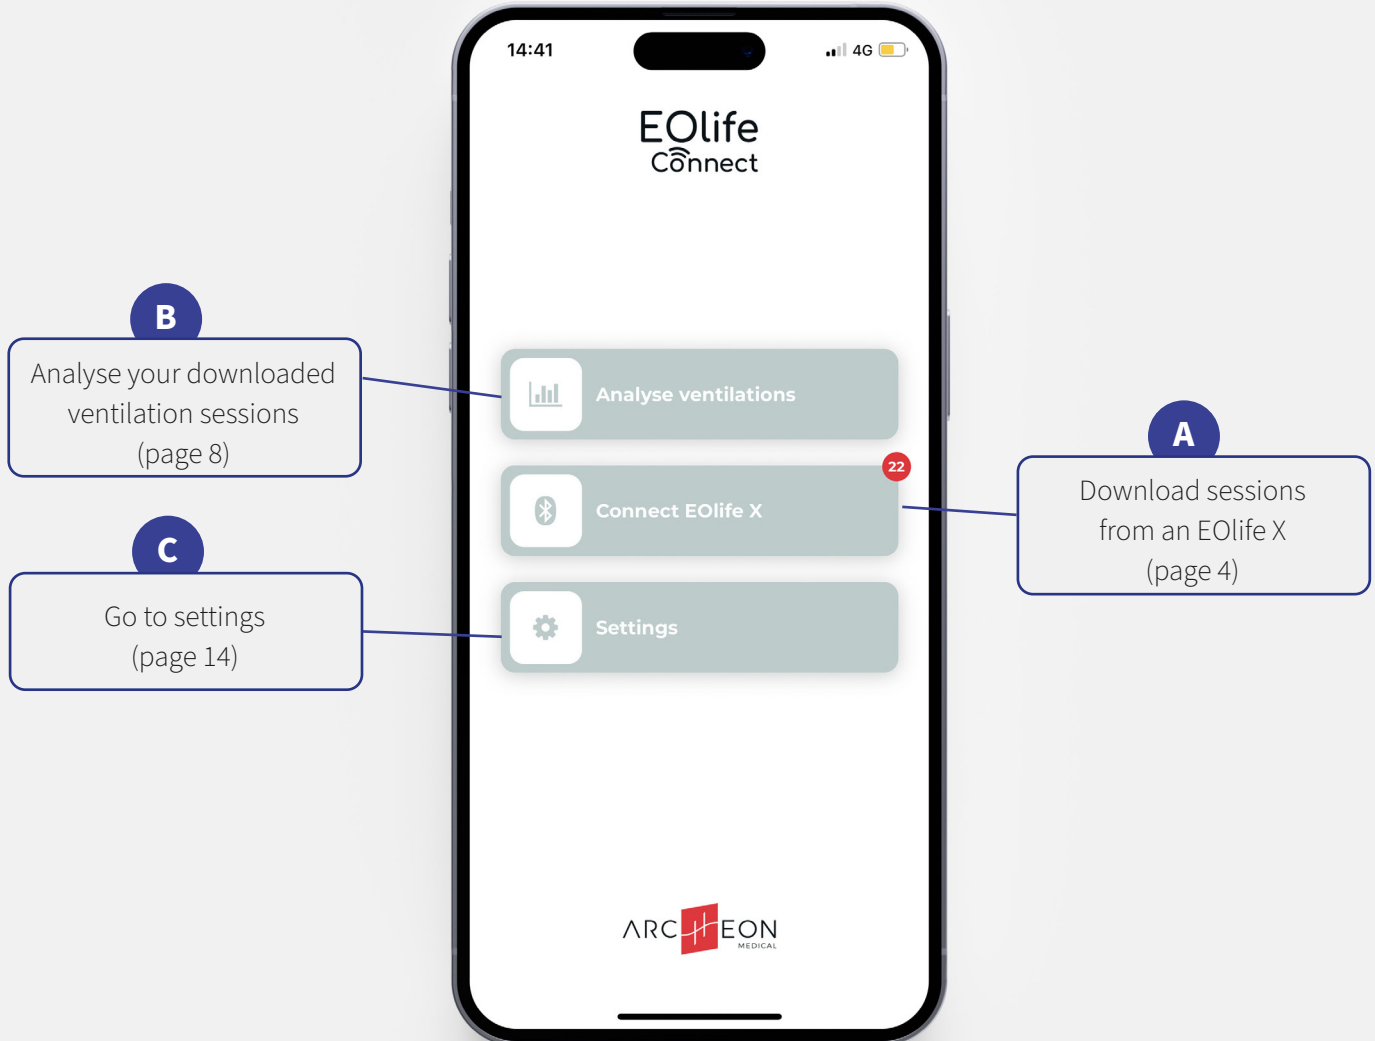 14:41
4G
EOlife
Connect
B
Analyse your downloaded
ventilation sessions
(page 8)
Analyse ventilations
A
Download sessions
from an EOlife X
(page 4)
22
Connect EOlife X
C
Go to settings
(page 14)
Settings
ARCHEON
MEDICAL